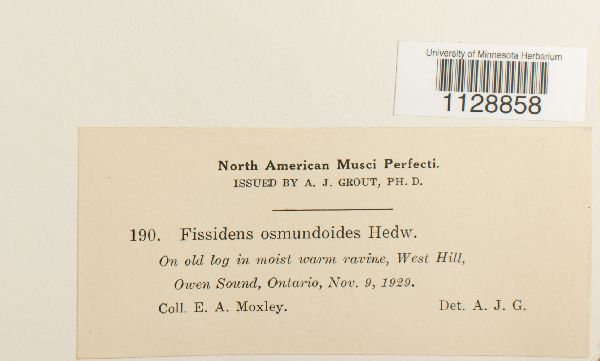 University of Minnesota Herbarium
1128858
North American Musci Perfecti.
ISSUED BY A. J. GROUT, PH. D.
190. Fissidens osmundoides Hedw.
On old log in moist warm ravine, West Hill,
Owen Sound, Ontario, Nov. 9, 1929.
Coll. E. A. Moxley. Det. A. J. G.